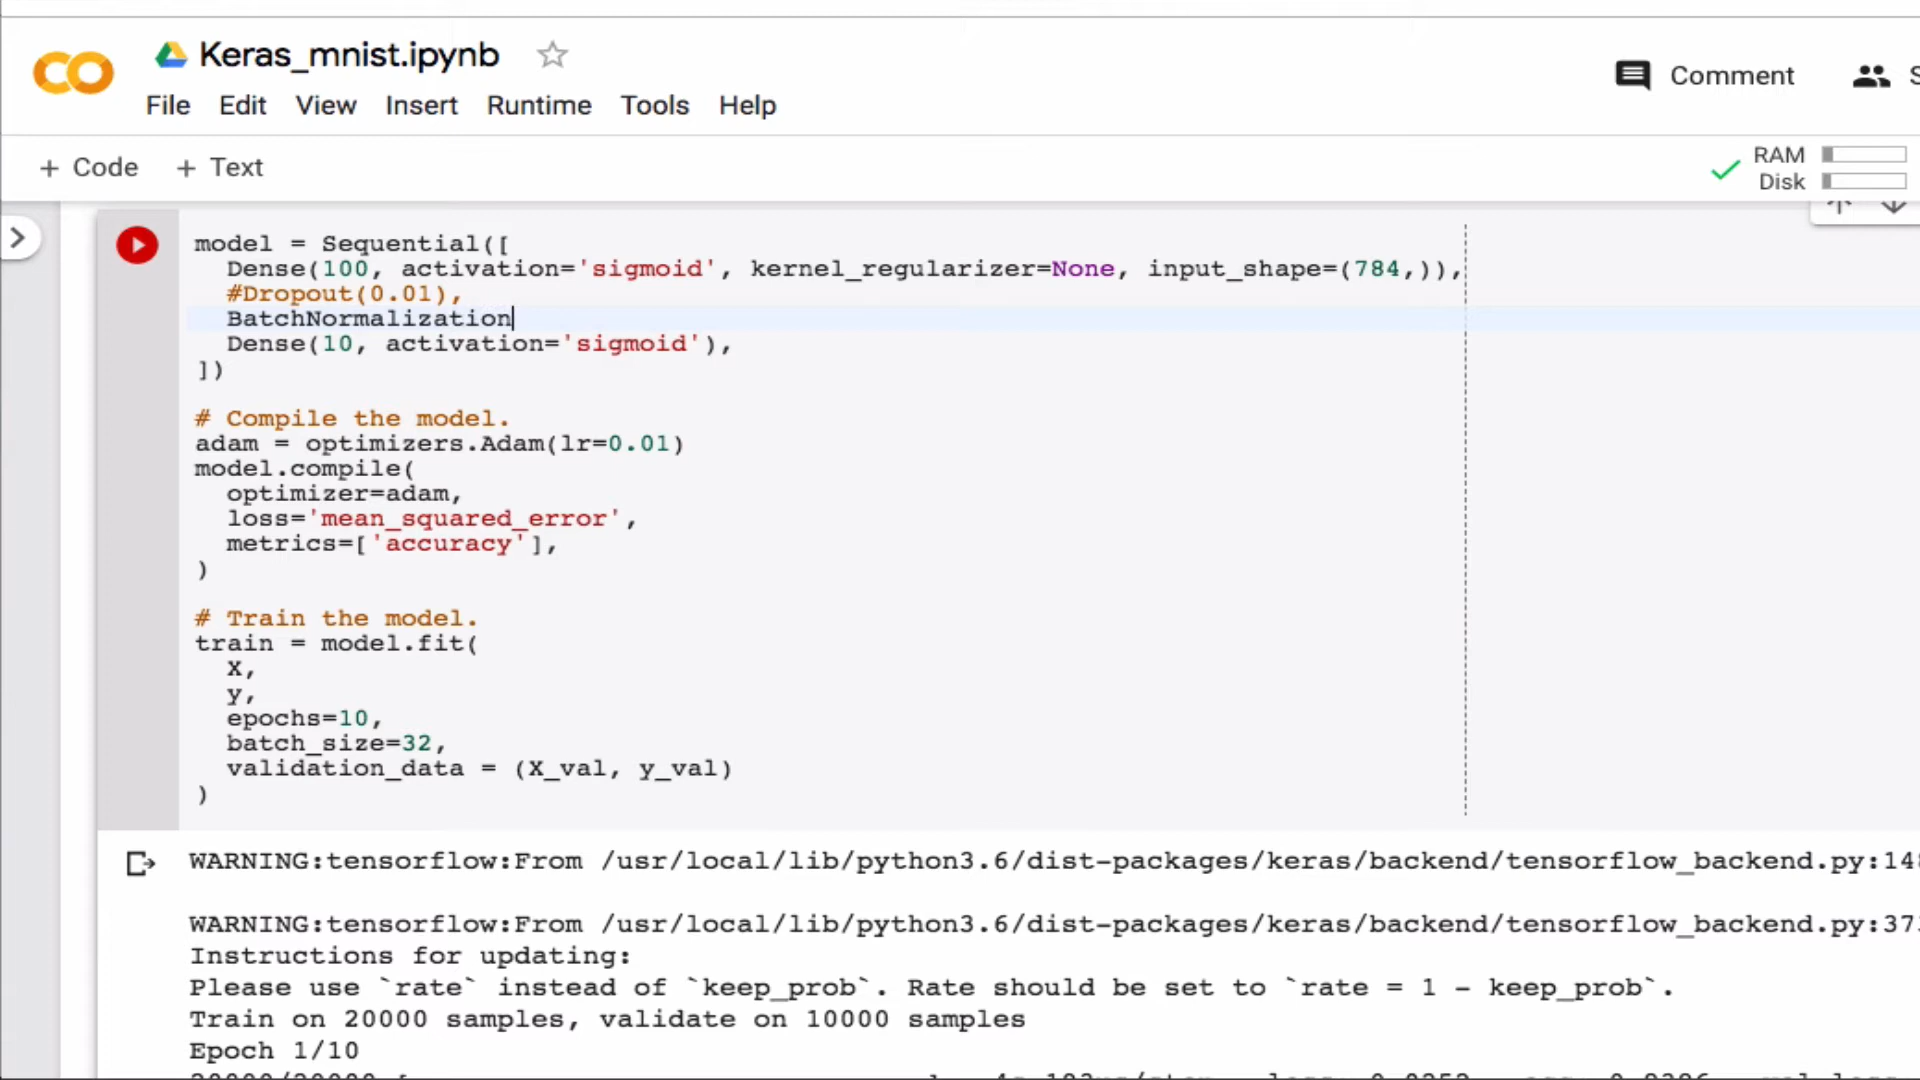 Keras_mnist.ipynb
Comment
File Edit View Insert Runtime Tools Help
+ Code + Text
RAM
Disk
model = Sequential([
  Dense(100, activation='sigmoid', kernel_regularizer=None, input_shape=(784,)),
  #Dropout(0.01),
  BatchNormalization
  Dense(10, activation='sigmoid'),
])
# Compile the model.
adam = optimizers.Adam(lr=0.01)
model.compile(
  optimizer=adam,
  loss='mean_squared_error',
  metrics=['accuracy'],
)
# Train the model.
train = model.fit(
  X,
  y,
  epochs=10,
  batch_size=32,
  validation_data = (X_val, y_val)
)
WARNING:tensorflow:From /usr/local/lib/python3.6/dist-packages/keras/backend/tensorflow_backend.py:148
WARNING:tensorflow:From /usr/local/lib/python3.6/dist-packages/keras/backend/tensorflow_backend.py:373
Instructions for updating:
Please use `rate` instead of `keep_prob`. Rate should be set to `rate = 1 - keep_prob`.
Train on 20000 samples, validate on 10000 samples
Epoch 1/10